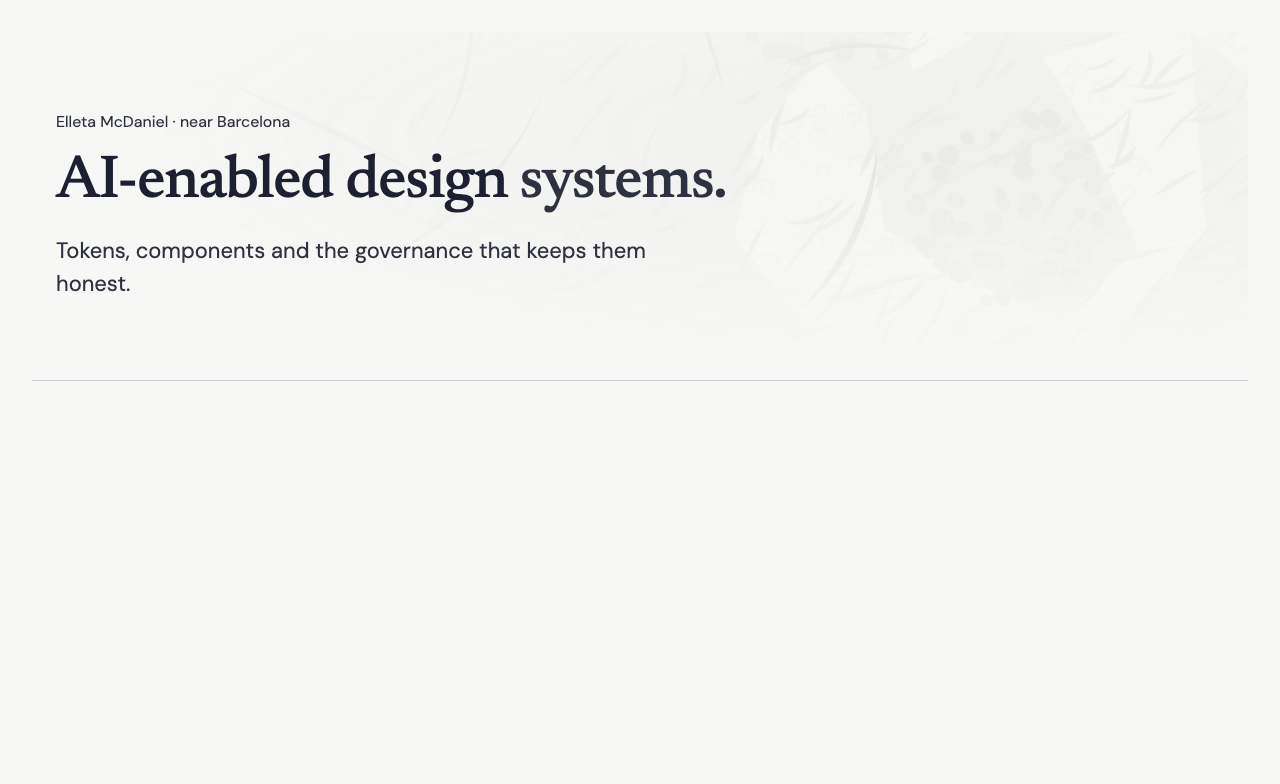 Elleta McDaniel · near Barcelona
AI-enabled design systems.
Tokens, components and the governance that keeps them
honest.